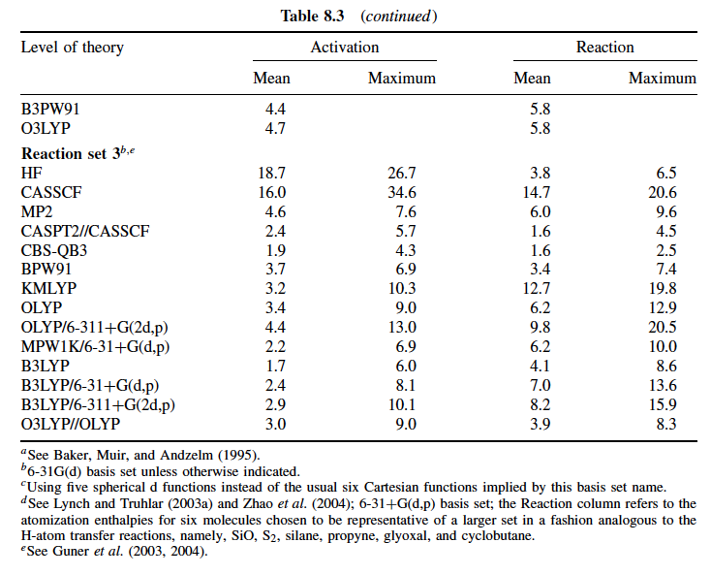 Table 8.3 (continued)
Level of theory Activation Reaction
Mean Maximum Mean Maximum
B3PW91 4.4 5.8
O3LYP 4.7 5.8
Reaction set 3b,e
HF 18.7 26.7 3.8 6.5
CASSCF 16.0 34.6 14.7 20.6
MP2 4.6 7.6 6.0 9.6
CASPT2//CASSCF 2.4 5.7 1.6 4.5
CBS-QB3 1.9 4.3 1.6 2.5
BPW91 3.7 6.9 3.4 7.4
KMLYP 3.2 10.3 12.7 19.8
OLYP 3.4 9.0 6.2 12.9
OLYP/6-311+G(2d,p) 4.4 13.0 9.8 20.5
MPW1K/6-31+G(d,p) 2.2 6.9 6.2 10.0
B3LYP 1.7 6.0 4.1 8.6
B3LYP/6-31+G(d,p) 2.4 8.1 7.0 13.6
B3LYP/6-311+G(2d,p) 2.9 10.1 8.2 15.9
O3LYP//OLYP 3.0 9.0 3.9 8.3
a See Baker, Muir, and Andzelm (1995).
b 6-31G(d) basis set unless otherwise indicated.
c Using five spherical d functions instead of the usual six Cartesian functions implied by this basis set name.
d See Lynch and Truhlar (2003a) and Zhao et al. (2004); 6-31+G(d,p) basis set; the Reaction column refers to the
atomization enthalpies for six molecules chosen to be representative of a larger set in a fashion analogous to the
H-atom transfer reactions, namely, SiO, S2, silane, propyne, glyoxal, and cyclobutane.
e See Guner et al. (2003, 2004).